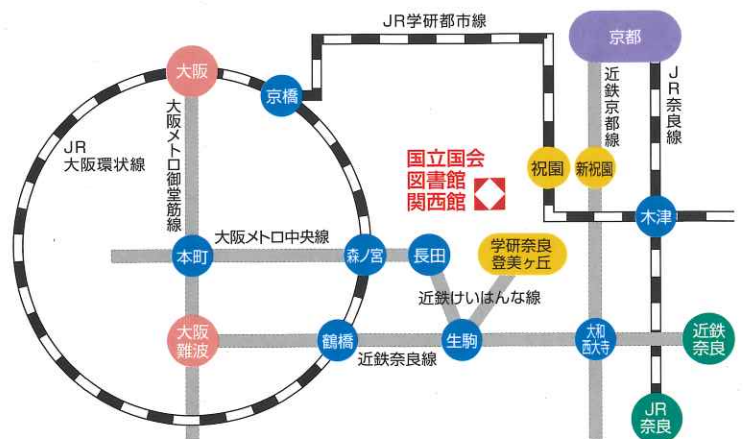 JR学研都市線
京都
大阪
京橋
大阪メトロ御堂筋線
近鉄京都線
JR奈良線
JR
大阪環状線
国立国会
図書館
関西館
祝園
新祝園
木津
大阪メトロ中央線
本町
森ノ宮
長田
学研奈良
登美ヶ丘
近鉄けいはんな線
大阪
難波
鶴橋
近鉄奈良線
生駒
大和
西大寺
近鉄
奈良
JR
奈良